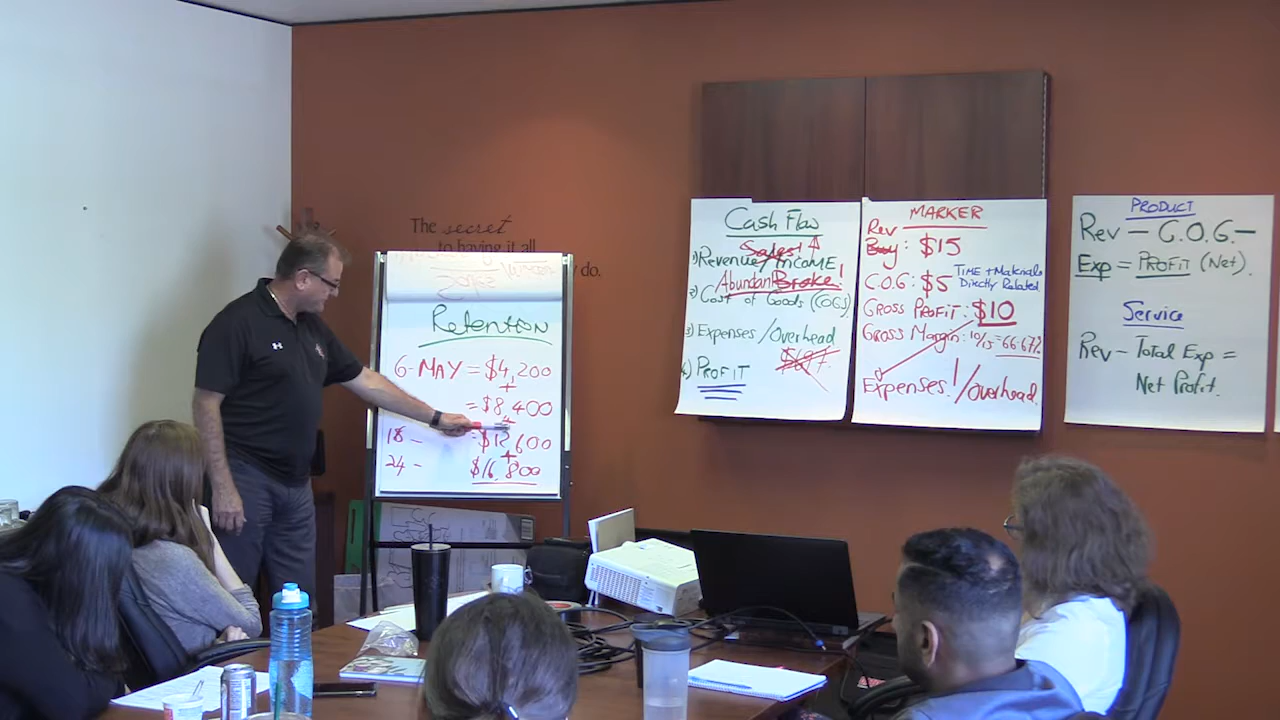 The secret
to having it all
do.
Retention
6-MAY = $4,200
+
= $8,400
+
18 - $12,600
+
24 - $16,800
Cash Flow
Sales!
1) Revenue/INCOME
Abundant Broke!
2) Cost of Goods (COGS)
3) Expenses/Overhead
4) PROFIT
MARKER
Rev
Buy: $15
C.O.G: $5 TIME + Materials
Directly Related
GROSS PROFIT: $10
GROSS Margin: 10/15=66.67%
Expenses!/Overhead
PRODUCT
Rev - C.O.G -
Exp = PROFIT (Net).
Service
Rev - Total Exp =
Net Profit.